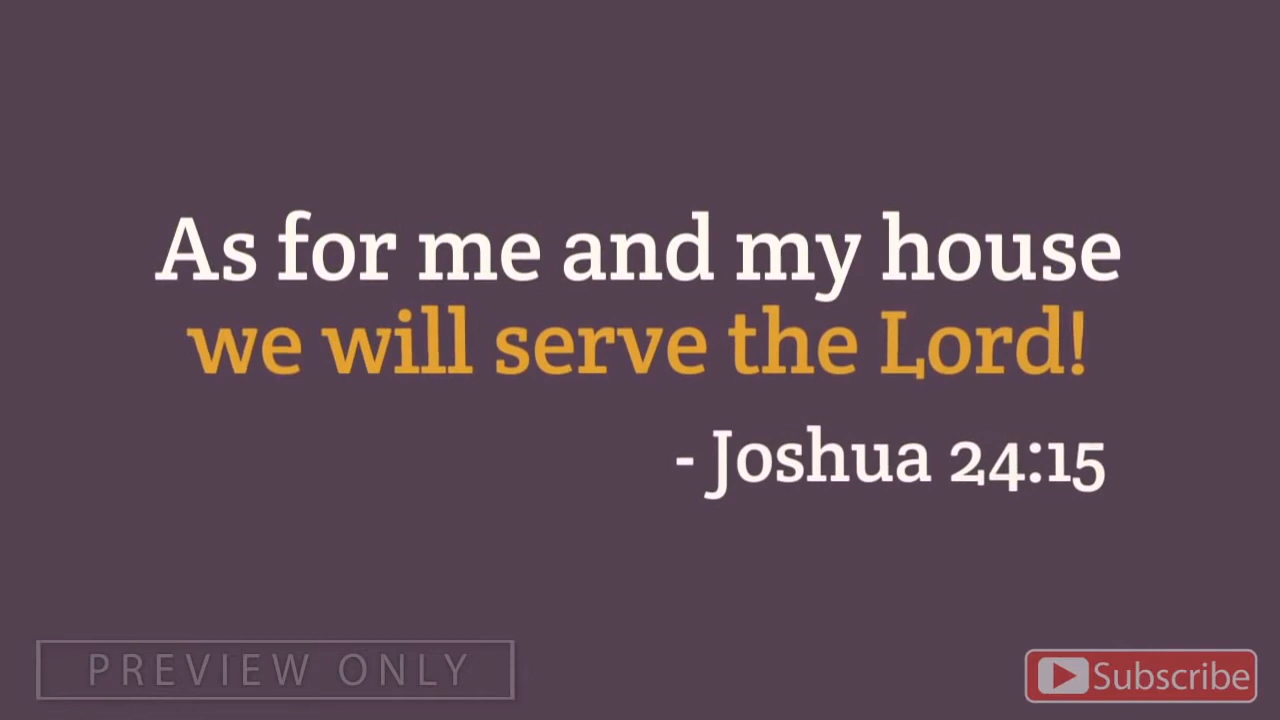 As for me and my house
we will serve the Lord!
- Joshua 24:15
PREVIEW ONLY
Subscribe